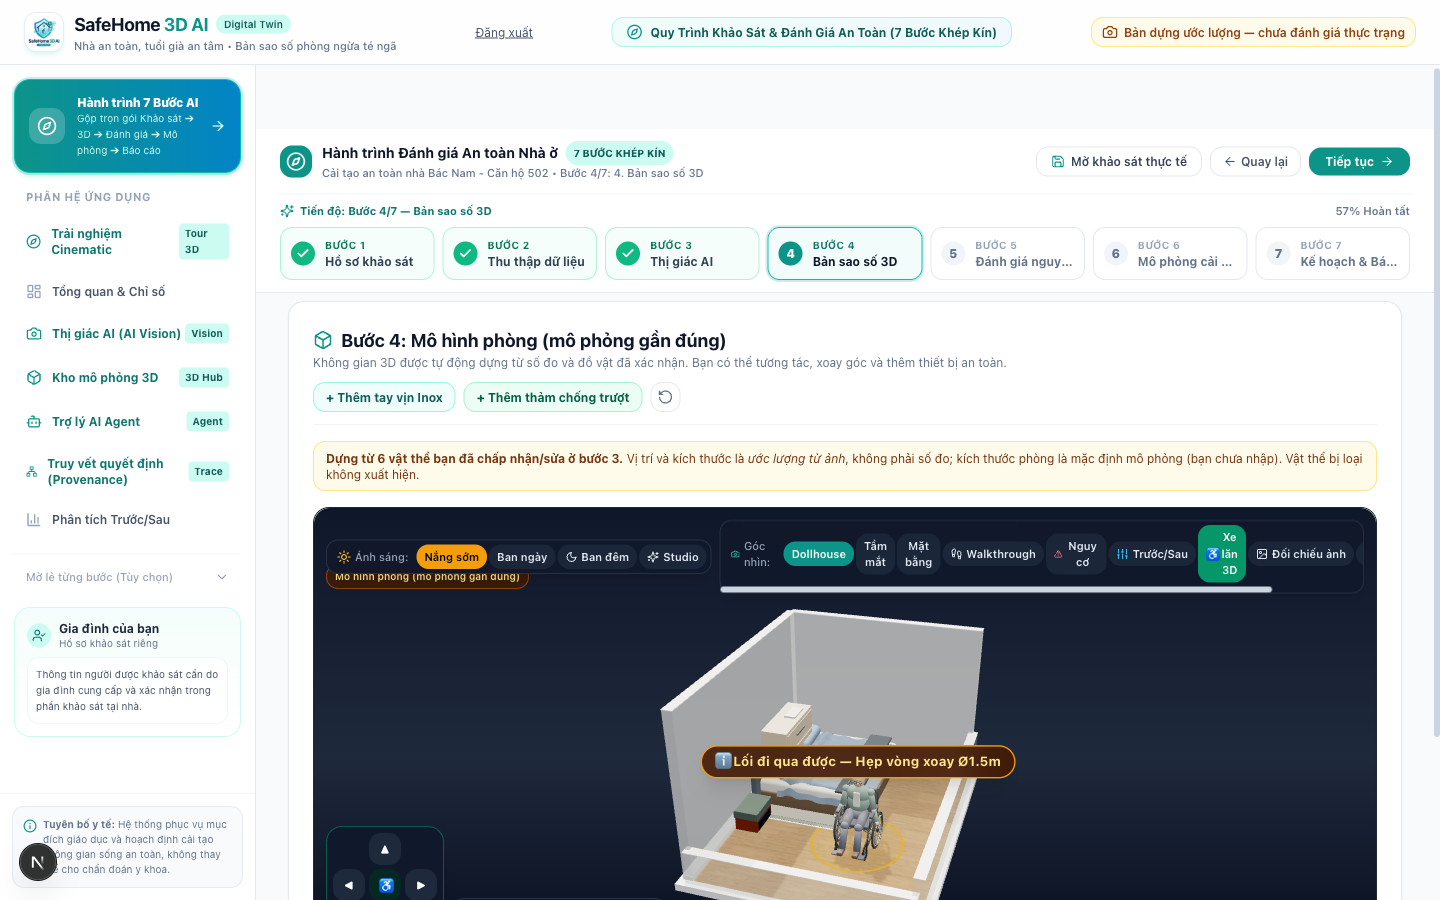 SafeHome 3D AI
Digital Twin
Nhà an toàn, tuổi già an tâm • Bản sao số phòng ngừa té ngã
Đăng xuất
Quy Trình Khảo Sát & Đánh Giá An Toàn (7 Bước Khép Kín)
Bản dựng ước lượng — chưa đánh giá thực trạng
Hành trình 7 Bước AI
Gộp trọn gói Khảo sát →
3D → Đánh giá → Mô
phỏng → Báo cáo
PHÂN HỆ ỨNG DỤNG
Trải nghiệm
Cinematic
Tour
3D
Tổng quan & Chỉ số
Thị giác AI (AI Vision)
Vision
Kho mô phỏng 3D
3D Hub
Trợ lý AI Agent
Agent
Truy vết quyết định
(Provenance)
Trace
Phân tích Trước/Sau
Mở lẻ từng bước (Tùy chọn)
Gia đình của bạn
Hồ sơ khảo sát riêng
Thông tin người được khảo sát cần do
gia đình cung cấp và xác nhận trong
phần khảo sát tại nhà.
Tuyên bố y tế: Hệ thống phục vụ mục
đích giáo dục và hoạch định cải tạo
gian sống an toàn, không thay
cho chẩn đoán y khoa.
N
Hành trình Đánh giá An toàn Nhà ở
7 BƯỚC KHÉP KÍN
Cải tạo an toàn nhà Bác Nam - Căn hộ 502 • Bước 4/7: 4. Bản sao số 3D
Mở khảo sát thực tế
← Quay lại
Tiếp tục →
Tiến độ: Bước 4/7 — Bản sao số 3D
57% Hoàn tất
BƯỚC 1
Hồ sơ khảo sát
BƯỚC 2
Thu thập dữ liệu
BƯỚC 3
Thị giác AI
4
BƯỚC 4
Bản sao số 3D
5
BƯỚC 5
Đánh giá nguy...
6
BƯỚC 6
Mô phỏng cải ...
7
BƯỚC 7
Kế hoạch & Bá...
Bước 4: Mô hình phòng (mô phỏng gần đúng)
Không gian 3D được tự động dựng từ số đo và đồ vật đã xác nhận. Bạn có thể tương tác, xoay góc và thêm thiết bị an toàn.
+ Thêm tay vịn Inox
+ Thêm thảm chống trượt
Dựng từ 6 vật thể bạn đã chấp nhận/sửa ở bước 3. Vị trí và kích thước là ước lượng từ ảnh, không phải số đo; kích thước phòng là mặc định mô phỏng (bạn chưa nhập). Vật thể bị loại
không xuất hiện.
Ánh sáng:
Nắng sớm
Ban ngày
Ban đêm
Studio
Mô hình phòng (mô phỏng gần đúng)
Góc
nhìn:
Dollhouse
Tầm
mắt
Mặt
bằng
Walkthrough
Nguy
cơ
Trước/Sau
♿
Xe
lăn
3D
Đối chiếu ảnh
ℹ️Lối đi qua được — Hẹp vòng xoay Ø1.5m
▲
◀
♿
▶